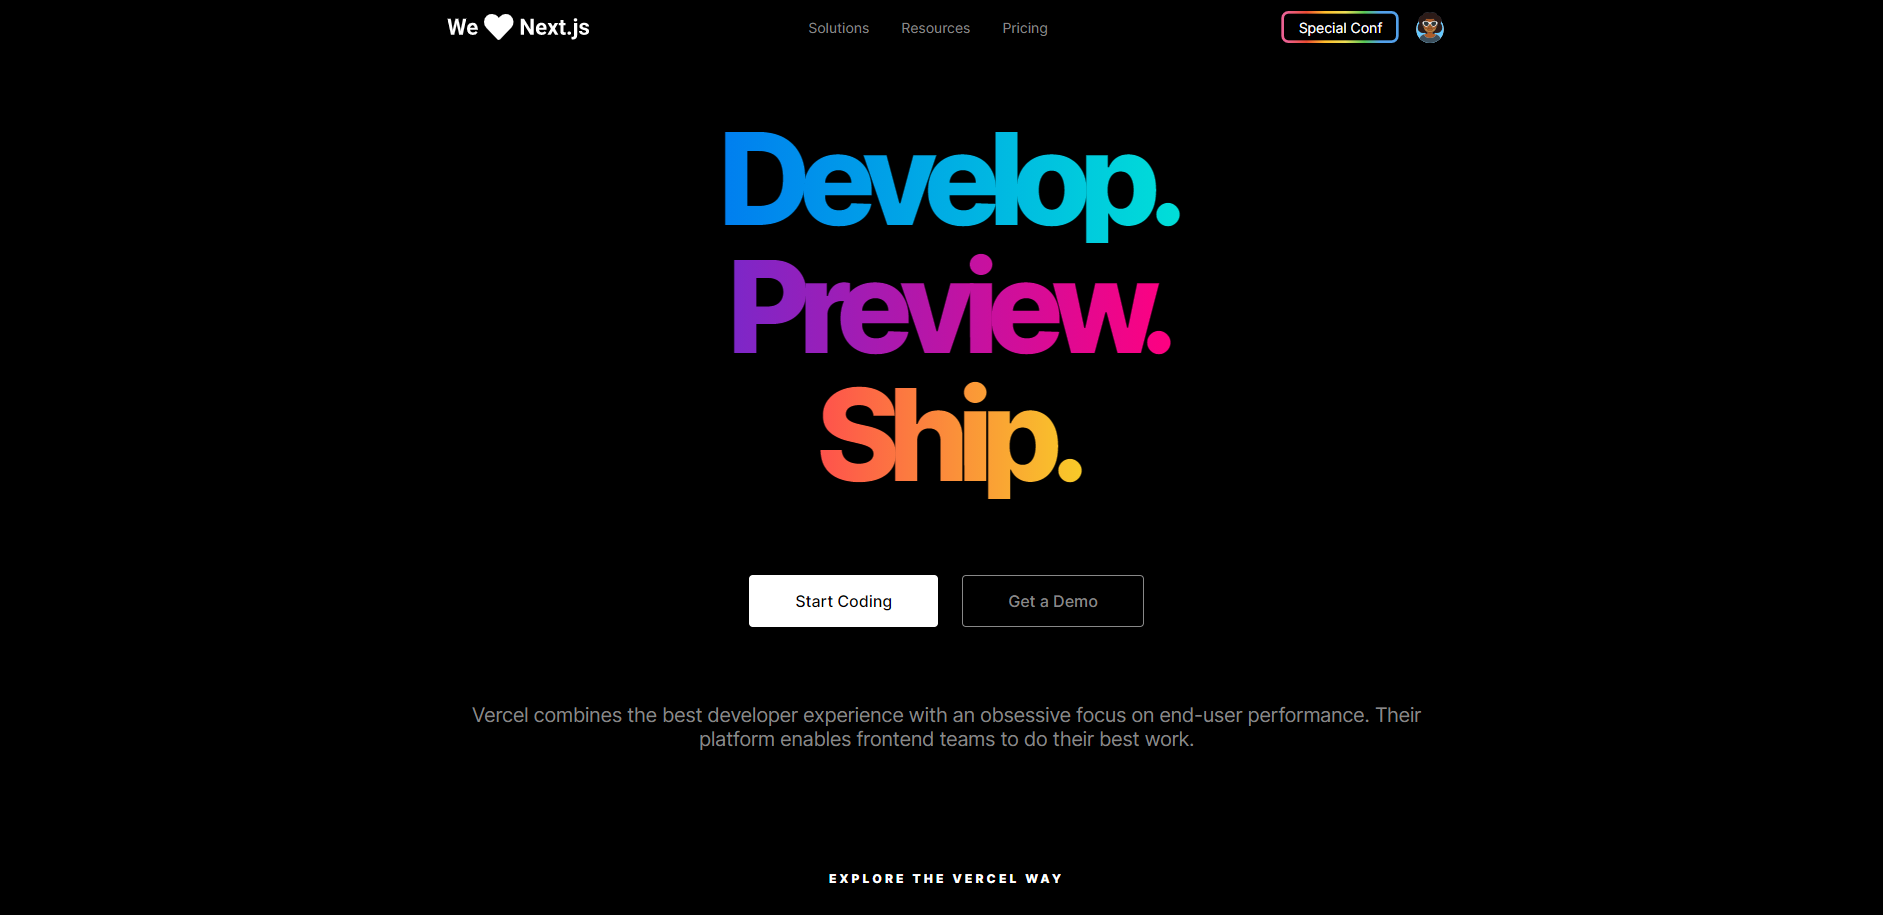 We Next.js
Solutions
Resources
Pricing
Special Conf
Develop.
Preview.
Ship.
Start Coding
Get a Demo
Vercel combines the best developer experience with an obsessive focus on end-user performance. Their
platform enables frontend teams to do their best work.
EXPLORE THE VERCEL WAY